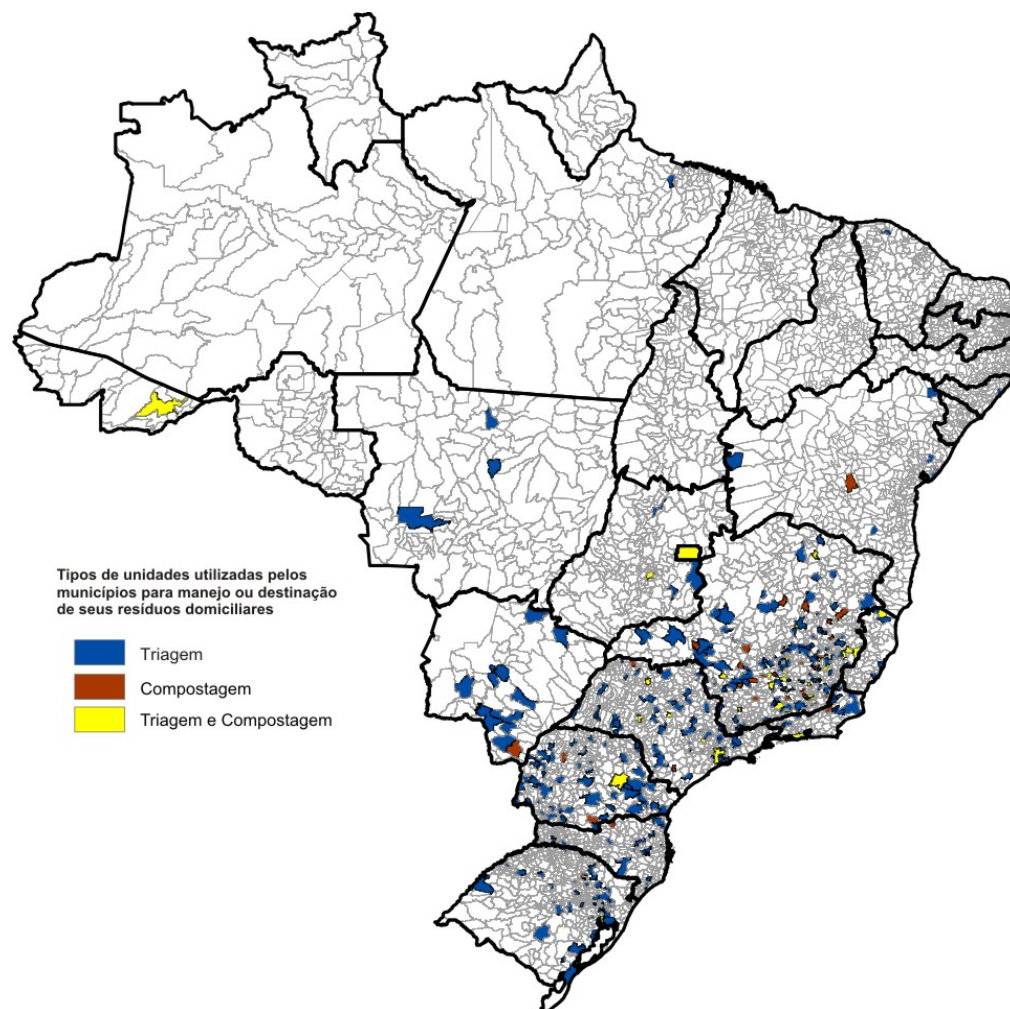 Tipos de unidades utilizadas pelos
municípios para manejo ou destinação
de seus resíduos domiciliares
Triagem
Compostagem
Triagem e Compostagem